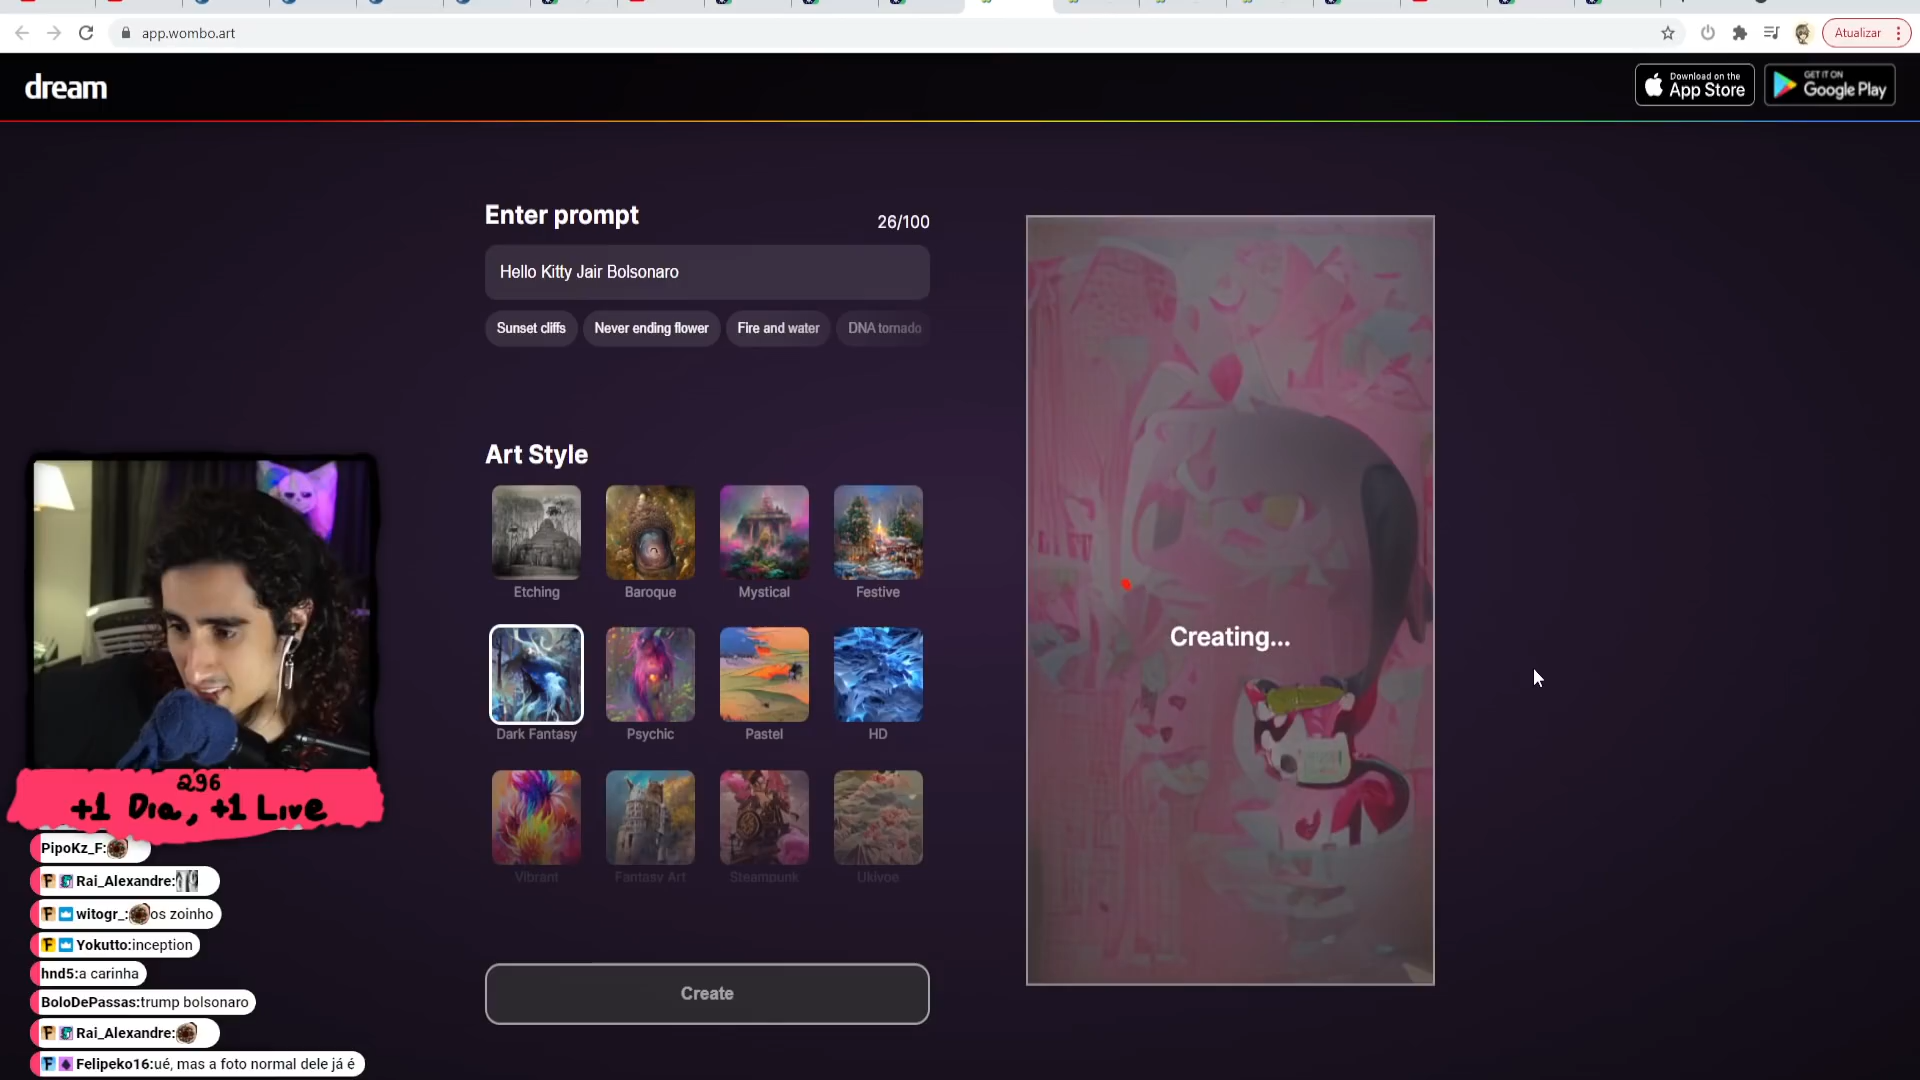 app.wombo.art
Atualizar
dream
Download on the
App Store
GET IT ON
Google Play
Enter prompt
26/100
Hello Kitty Jair Bolsonaro
Sunset cliffs
Never ending flower
Fire and water
DNA tornado
Art Style
Etching
Baroque
Mystical
Festive
Dark Fantasy
Psychic
Pastel
HD
Vibrant
Fantasy Art
Steampunk
Ukiyoe
Create
Creating...
296
+1 Dia, +1 Live
PipoKz_F:
Rai_Alexandre:
witogr_: os zoinho
Yokutto:inception
hnd5:a carinha
BoloDePassas:trump bolsonaro
Rai_Alexandre:
Felipeko16:ué, mas a foto normal dele já é